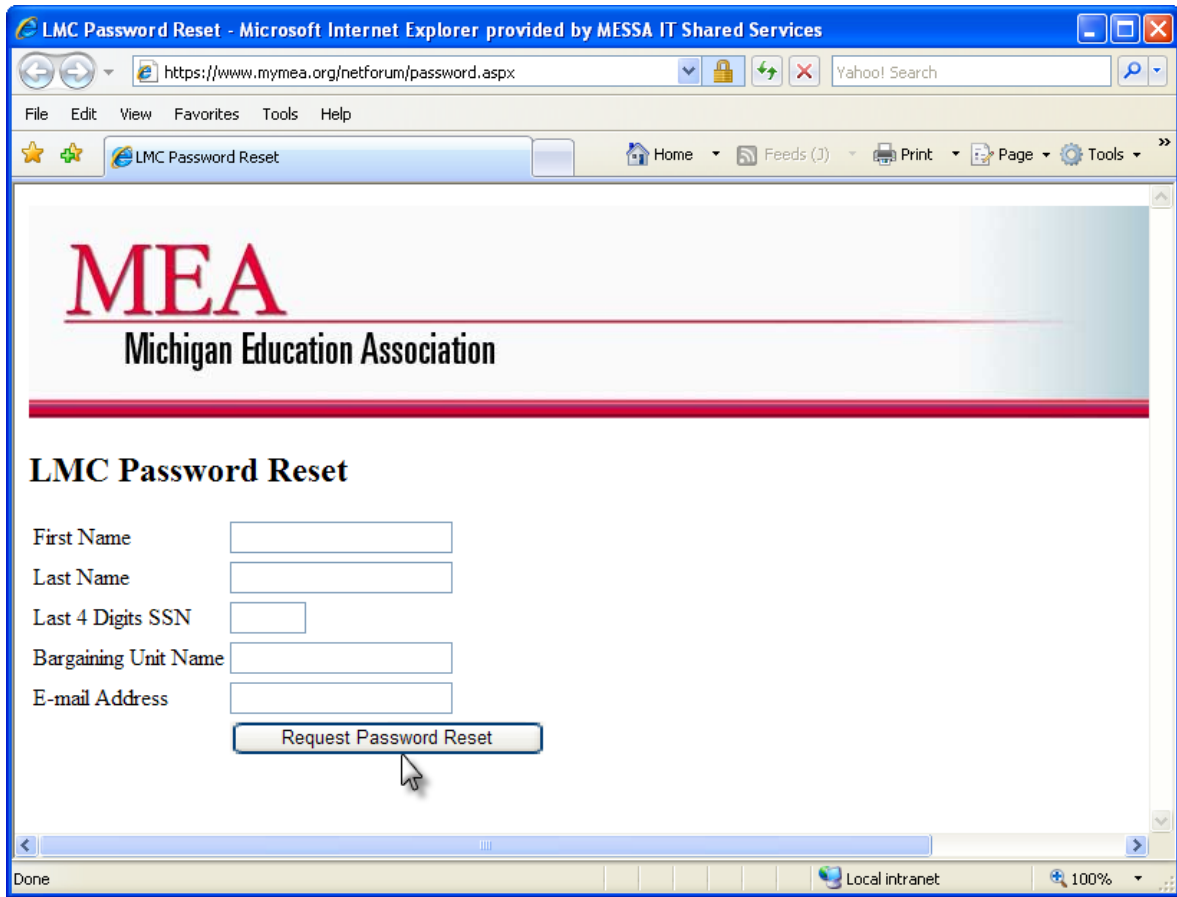 LMC Password Reset - Microsoft Internet Explorer provided by MESSA IT Shared Services
https://www.mymea.org/netforum/password.aspx Yahoo! Search
File Edit View Favorites Tools Help
LMC Password Reset Home Feeds (J) Print Page Tools »
MEA
Michigan Education Association
LMC Password Reset
First Name
Last Name
Last 4 Digits SSN
Bargaining Unit Name
E-mail Address
Request Password Reset
Done Local intranet 100%